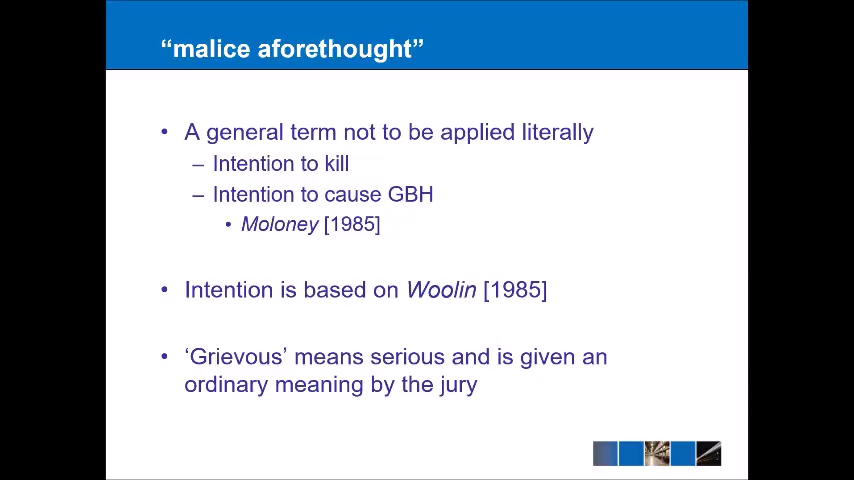 “malice aforethought”
• A general term not to be applied literally
– Intention to kill
– Intention to cause GBH
• Moloney [1985]
• Intention is based on Woolin [1985]
• ‘Grievous’ means serious and is given an
ordinary meaning by the jury